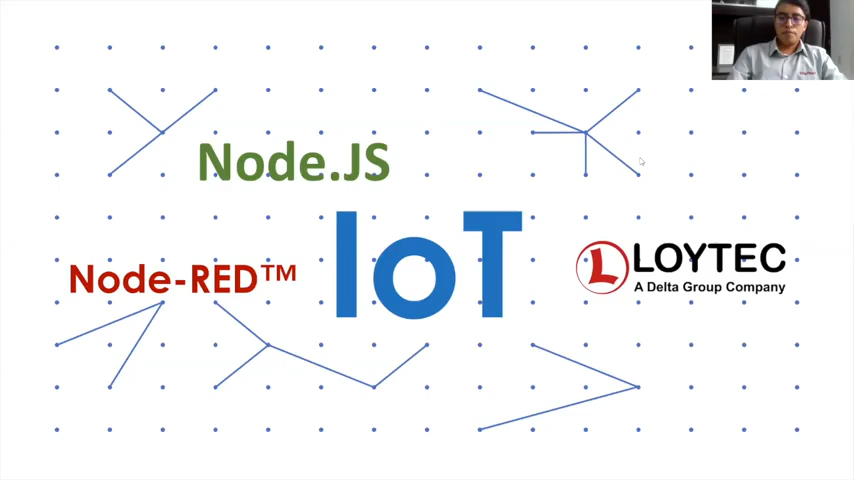 Node.JS
IoT
Node-RED™
LOYTEC
A Delta Group Company